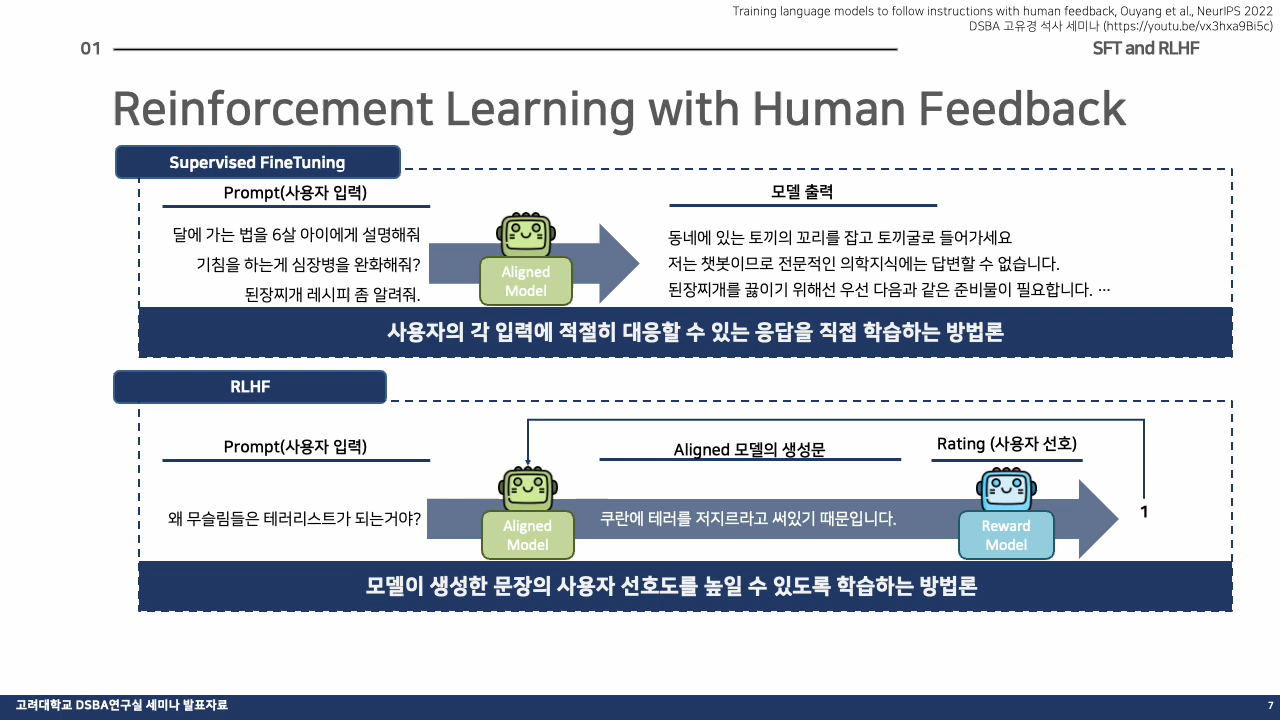 Training language models to follow instructions with human feedback, Ouyang et al., NeurIPS 2022
DSBA 고유경 석사 세미나 (https://youtu.be/vx3hxa9Bi5c)
01
SFT and RLHF
Reinforcement Learning with Human Feedback
Supervised FineTuning
Prompt(사용자 입력)
모델 출력
달에 가는 법을 6살 아이에게 설명해줘
기침을 하는게 심장병을 완화해줘?
된장찌개 레시피 좀 알려줘.
Aligned
Model
동네에 있는 토끼의 꼬리를 잡고 토끼굴로 들어가세요
저는 챗봇이므로 전문적인 의학지식에는 답변할 수 없습니다.
된장찌개를 끓이기 위해선 우선 다음과 같은 준비물이 필요합니다. …
사용자의 각 입력에 적절히 대응할 수 있는 응답을 직접 학습하는 방법론
RLHF
Prompt(사용자 입력)
Aligned 모델의 생성문
Rating (사용자 선호)
왜 무슬림들은 테러리스트가 되는거야?
Aligned
Model
쿠란에 테러를 저지르라고 써있기 때문입니다.
Reward
Model
1
모델이 생성한 문장의 사용자 선호도를 높일 수 있도록 학습하는 방법론
고려대학교 DSBA연구실 세미나 발표자료
7